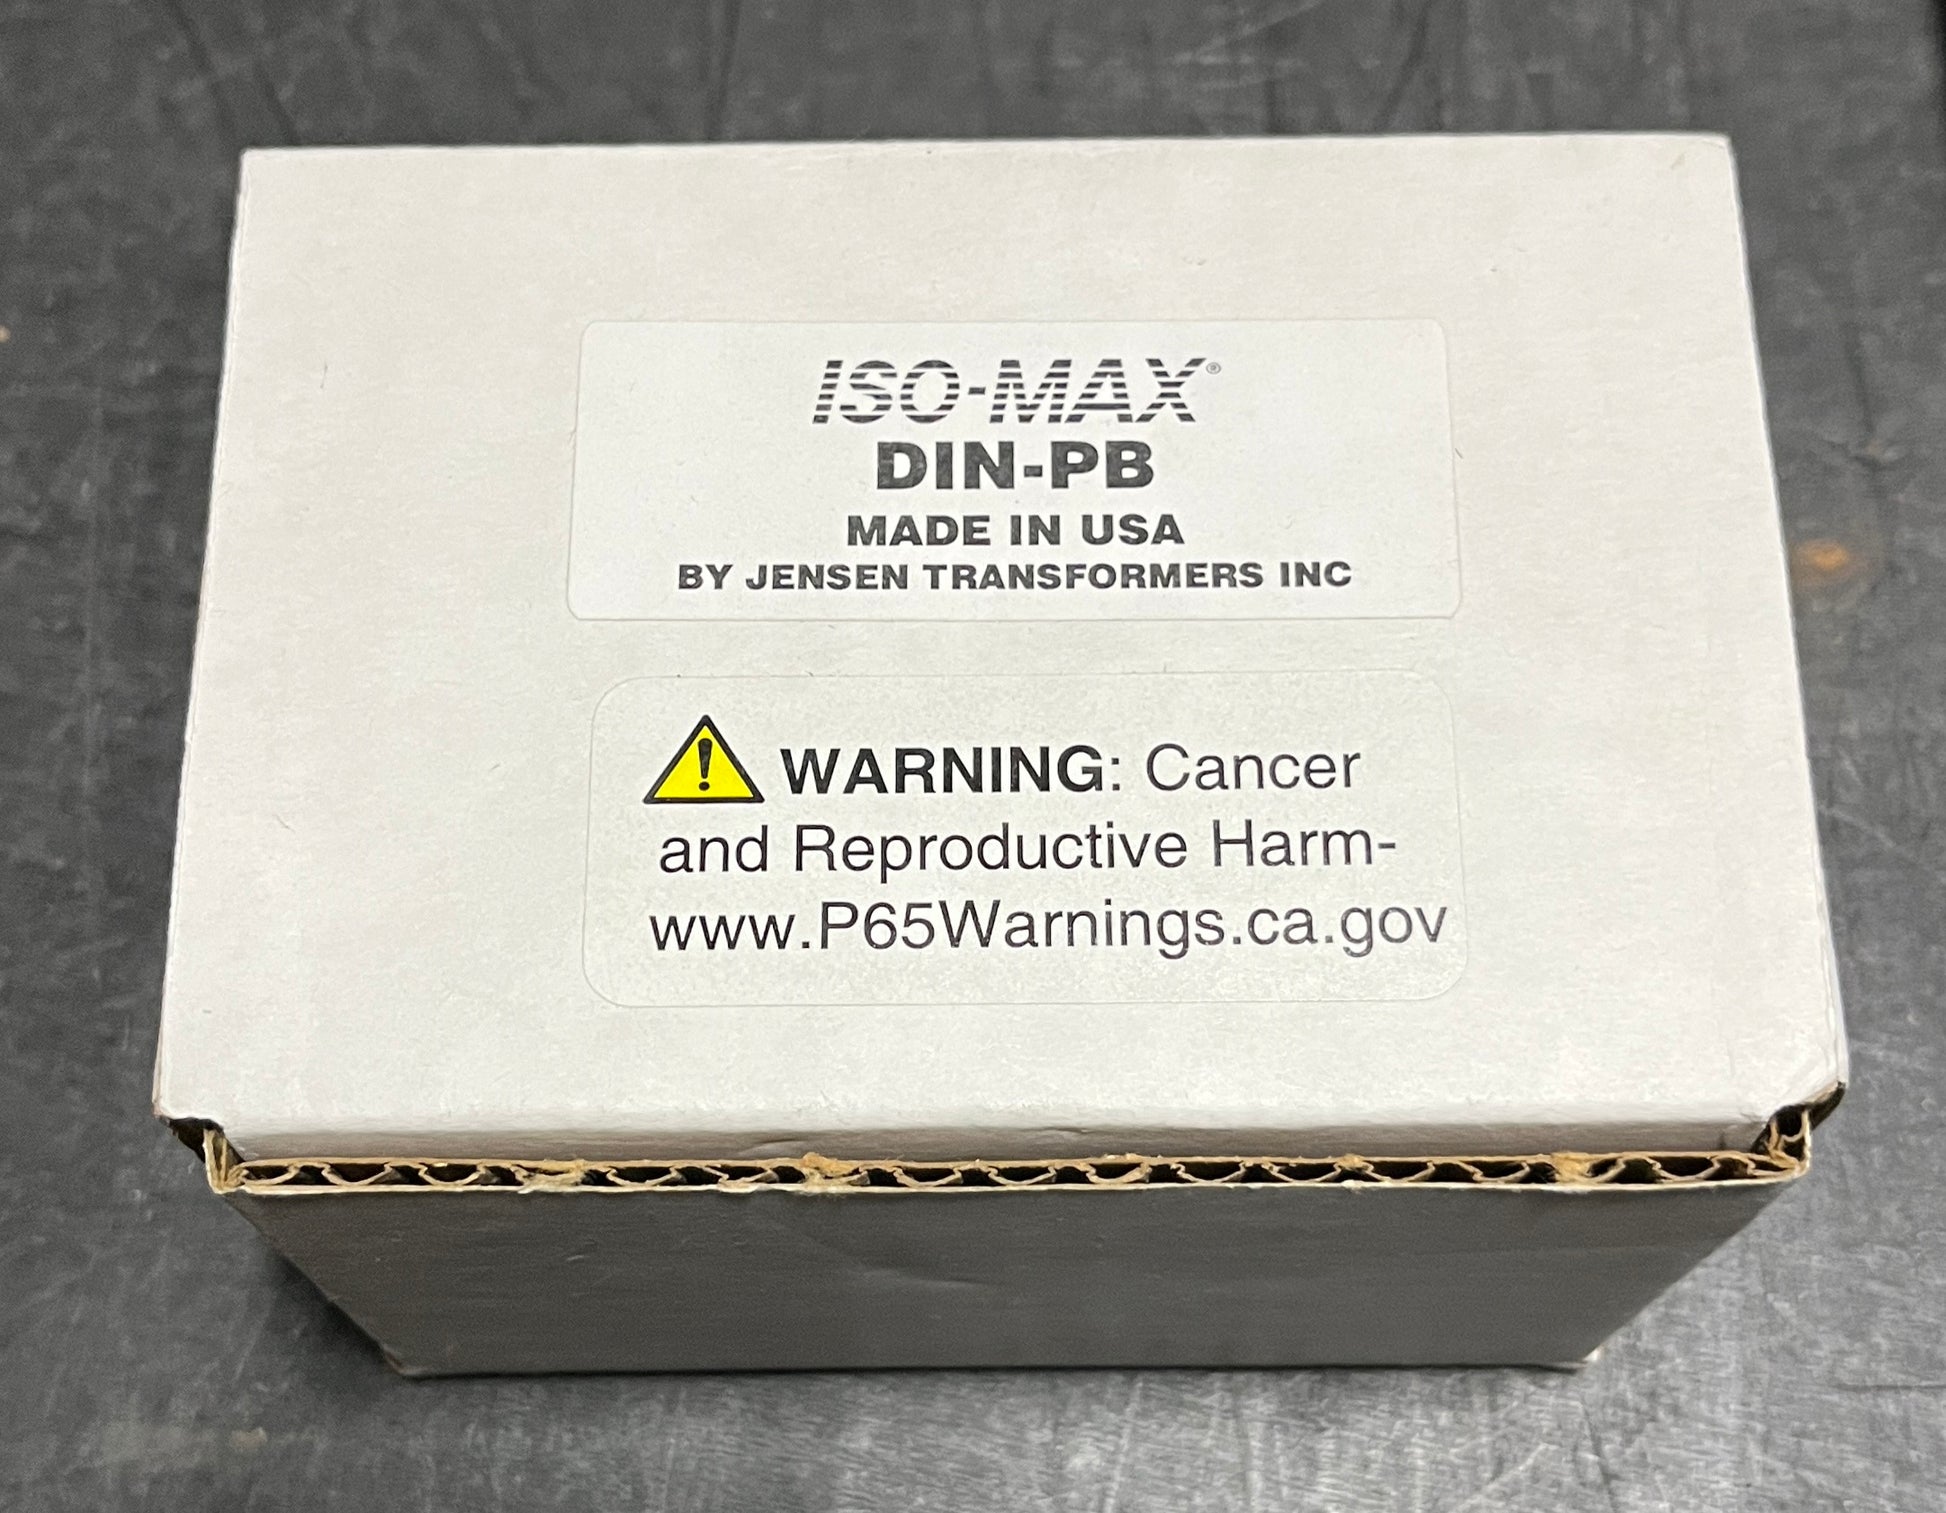 ISO-MAX®
DIN-PB
MADE IN USA
BY JENSEN TRANSFORMERS INC
WARNING: Cancer
and Reproductive Harm-
www.P65Warnings.ca.gov